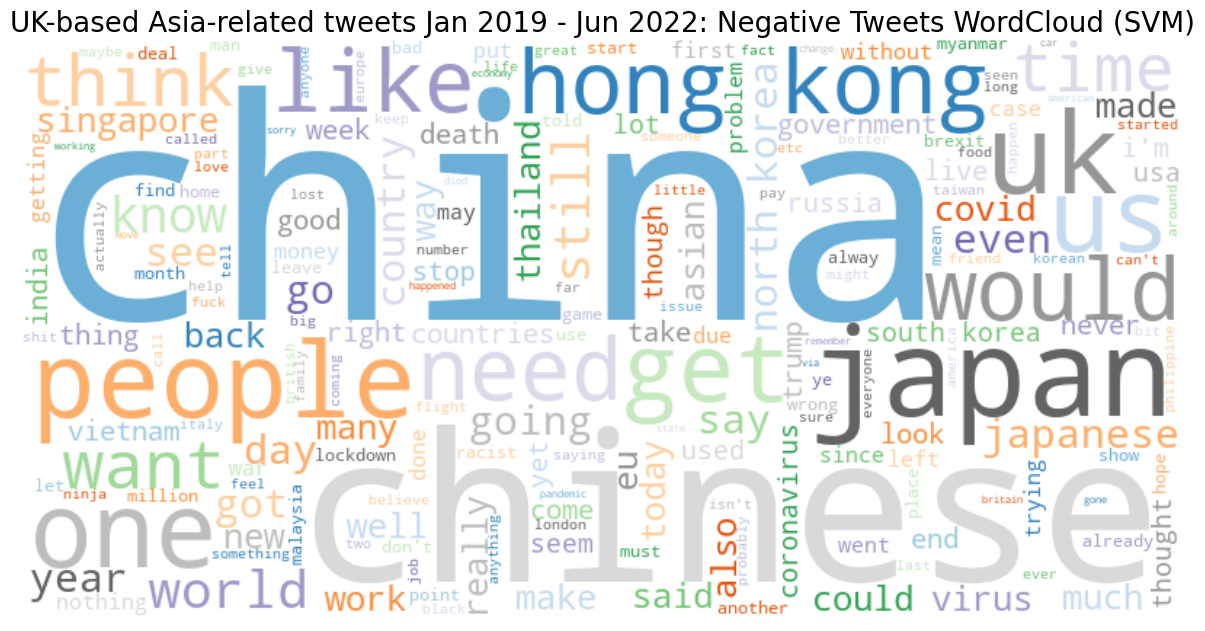 UK-based Asia-related tweets Jan 2019 - Jun 2022: Negative Tweets WordCloud (SVM)
maybe
deal
man
give
think
singapore
called
working
getting
part
love
sorry
like
anyone
europe
bad
keep
week
death
put
life
economy
great
start
fact
hong kong
told
lot
someone
first
problem
north korea
etc
government
better
without
change
myanmar
seen
long
case
car
american
time
made
started
brexit
food
happen
i'm
uk
us
usa
china
know
actually
move
find
home
see
month
help
tell
fuck
lost
good
money
leave
country
way
stop
may
number
happened
died
thailand
far
still
little
though
asian
issue
pay
russia
alway
might
live
taiwan
mean
covid
even
friend
korean
can't
around
would
india
shit
thing
back
go
big
right
countries
game
use
take
due
south korea
never
bit
people
call
british
family
coming
need
get
trump
remember
via
ye
wrong
sure
everyone
japan
america
philippine
vietnam
italy
day
many
lockdown
flight
going
say
look
japanese
want
war
feel
done
racist
saying
yet
eu
state
today
used
coronavirus
since
left
show
hope
let
ninja
million
malaysia
believe
chinese
pandemic
come
london
isn't
place
britain
gone
trying
thought
one
got
new
something
well
two
don't
really
anything
seem
must
also
probably
went
end
already
last
ever
year
nothing
world
work
job
point
black
make
said
another
could
virus
much